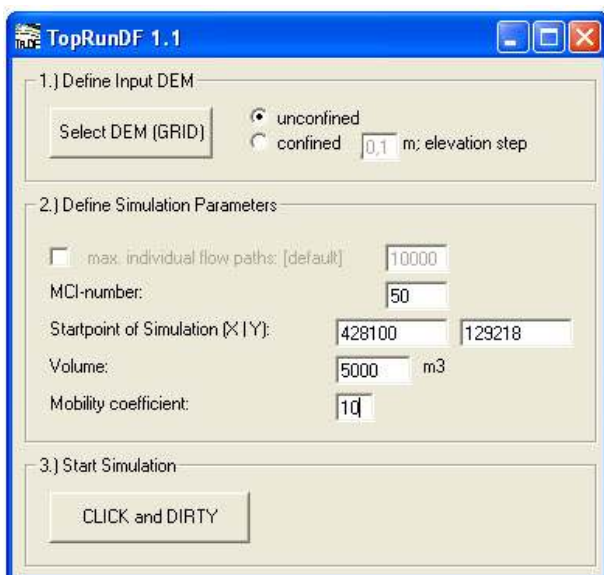 TopRunDF 1.1
1.) Define Input DEM
Select DEM (GRID)
unconfined
confined 0,1 m; elevation step
2.) Define Simulation Parameters
max. individual flow paths: [default] 10000
MCI-number: 50
Startpoint of Simulation (X | Y): 428100 129218
Volume: 5000 m3
Mobility coefficient: 10
3.) Start Simulation
CLICK and DIRTY